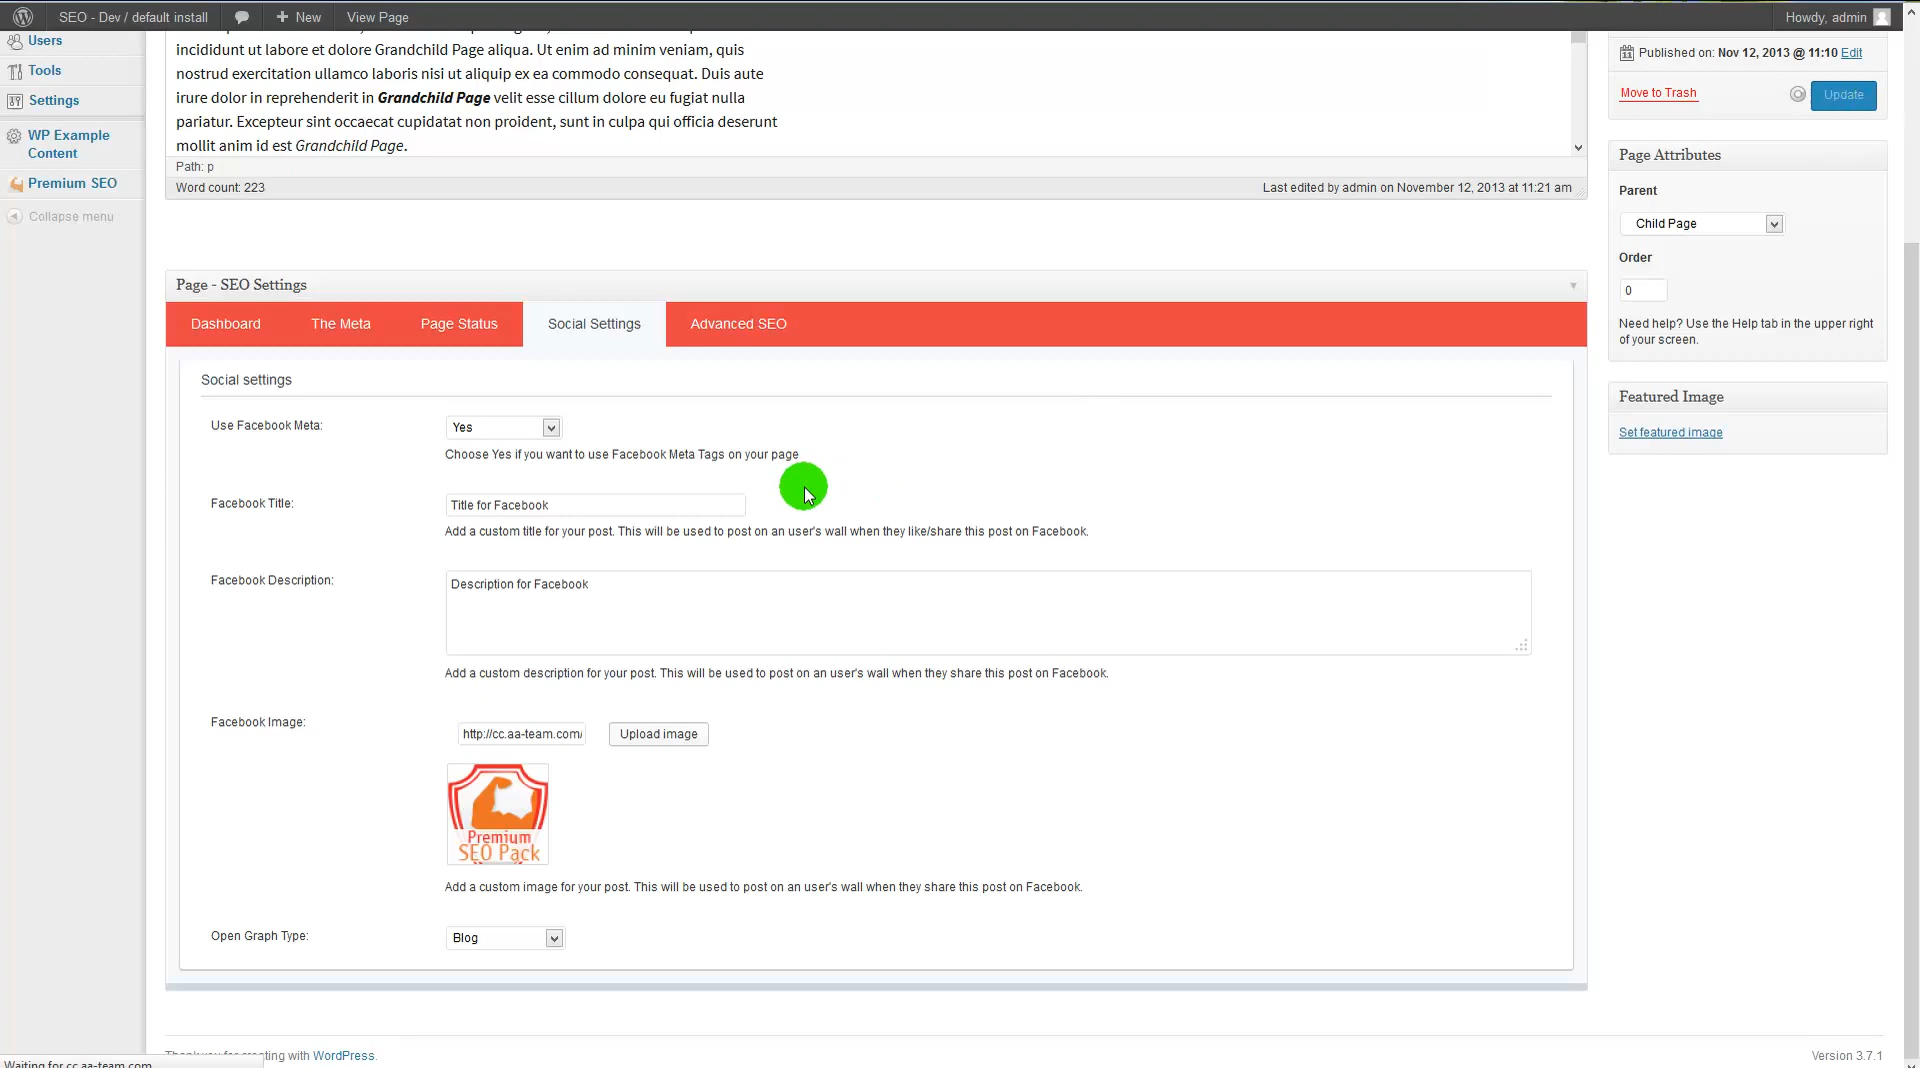 SEO - Dev / default install
New
View Page
Howdy, admin
Users
Tools
Settings
WP Example
Content
Premium SEO
Collapse menu
incididunt ut labore et dolore Grandchild Page aliqua. Ut enim ad minim veniam, quis
nostrud exercitation ullamco laboris nisi ut aliquip ex ea commodo consequat. Duis aute
irure dolor in reprehenderit in Grandchild Page velit esse cillum dolore eu fugiat nulla
pariatur. Excepteur sint occaecat cupidatat non proident, sunt in culpa qui officia deserunt
mollit anim id est Grandchild Page.
Path: p
Word count: 223
Last edited by admin on November 12, 2013 at 11:21 am
Published on: Nov 12, 2013 @ 11:10 Edit
Move to Trash
Update
Page Attributes
Parent
Child Page
Order
0
Need help? Use the Help tab in the upper right
of your screen.
Featured Image
Set featured image
Page - SEO Settings
Dashboard
The Meta
Page Status
Social Settings
Advanced SEO
Social settings
Use Facebook Meta:
Yes
Choose Yes if you want to use Facebook Meta Tags on your page
Facebook Title:
Title for Facebook
Add a custom title for your post. This will be used to post on an user's wall when they like/share this post on Facebook.
Facebook Description:
Description for Facebook
Add a custom description for your post. This will be used to post on an user's wall when they share this post on Facebook.
Facebook Image:
http://cc.aa-team.com/
Upload image
Premium
SEO Pack
Add a custom image for your post. This will be used to post on an user's wall when they share this post on Facebook.
Open Graph Type:
Blog
Thank you for creating with WordPress.
Version 3.7.1
Waiting for cc.aa-team.com